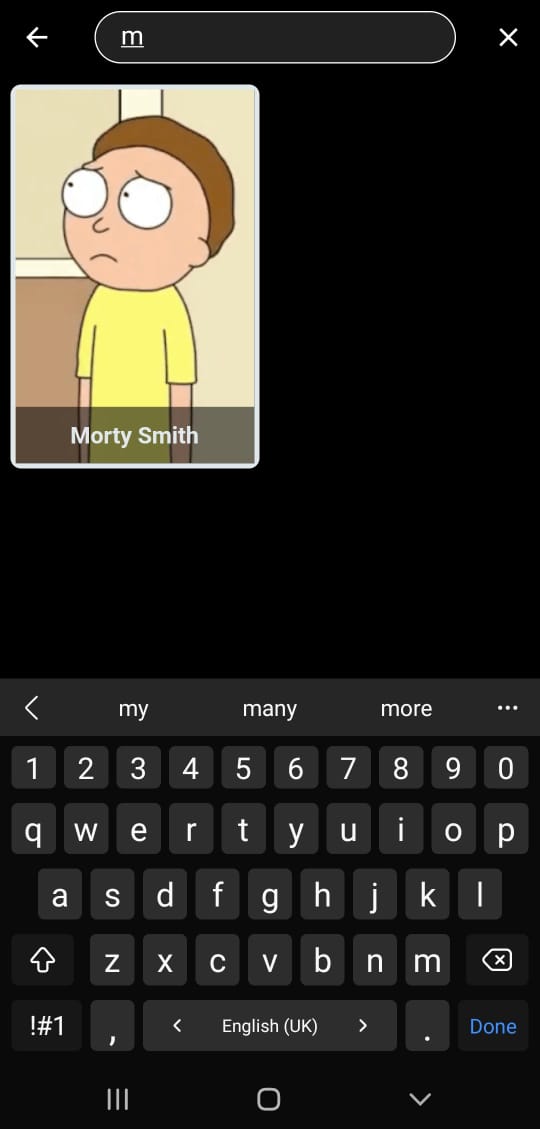 m
Morty Smith
my many more
1 2 3 4 5 6 7 8 9 0
q w e r t y u i o p
a s d f g h j k l
z x c v b n m
!#1 , English (UK) . Done